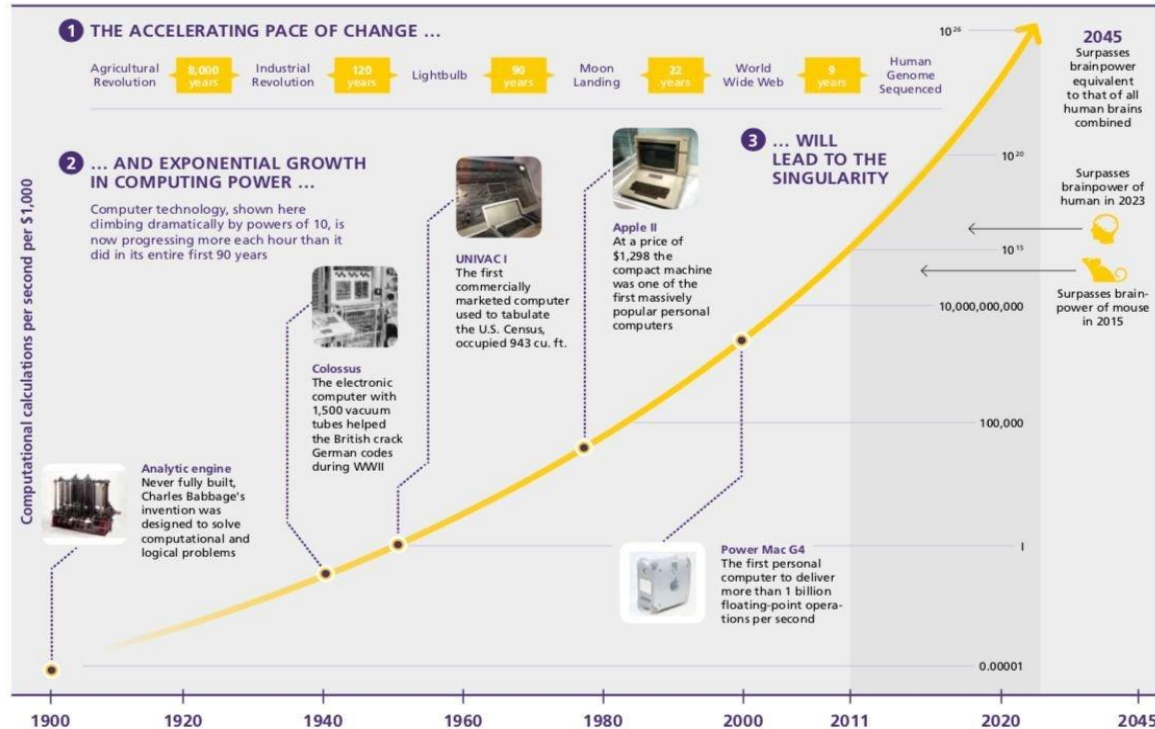 1 THE ACCELERATING PACE OF CHANGE ...
Agricultural
Revolution
8,000
years
Industrial
Revolution
120
years
Lightbulb
90
years
Moon
Landing
22
years
World
Wide Web
9
years
Human
Genome
Sequenced
2 ... AND EXPONENTIAL GROWTH
IN COMPUTING POWER ...
Computer technology, shown here
climbing dramatically by powers of 10, is
now progressing more each hour than it
did in its entire first 90 years
3 ... WILL
LEAD TO THE
SINGULARITY
Computational calculations per second per $1,000
Analytic engine
Never fully built,
Charles Babbage's
invention was
designed to solve
computational and
logical problems
Colossus
The electronic
computer with
1,500 vacuum
tubes helped
the British crack
German codes
during WWII
UNIVAC I
The first
commercially
marketed computer
used to tabulate
the U.S. Census,
occupied 943 cu. ft.
Apple II
At a price of
$1,298 the
compact machine
was one of the
first massively
popular personal
computers
Power Mac G4
The first personal
computer to deliver
more than 1 billion
floating-point opera-
tions per second
10²⁶
10²⁰
10¹⁵
10,000,000,000
100,000
I
0.00001
2045
Surpasses
brainpower
equivalent
to that of all
human brains
combined
Surpasses
brainpower of
human in 2023
Surpasses brain-
power of mouse
in 2015
1900
1920
1940
1960
1980
2000
2011
2020
2045